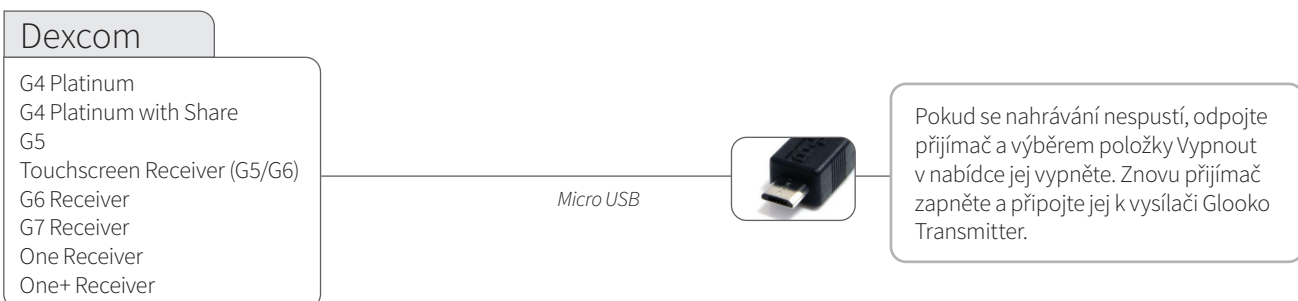 Dexcom
G4 Platinum
G4 Platinum with Share
G5
Touchscreen Receiver (G5/G6)
G6 Receiver
G7 Receiver
One Receiver
One+ Receiver
Micro USB
Pokud se nahrávání nespustí, odpojte
přijímač a výběrem položky Vypnout
v nabídce jej vypněte. Znovu přijímač
zapněte a připojte jej k vysílači Glooko
Transmitter.